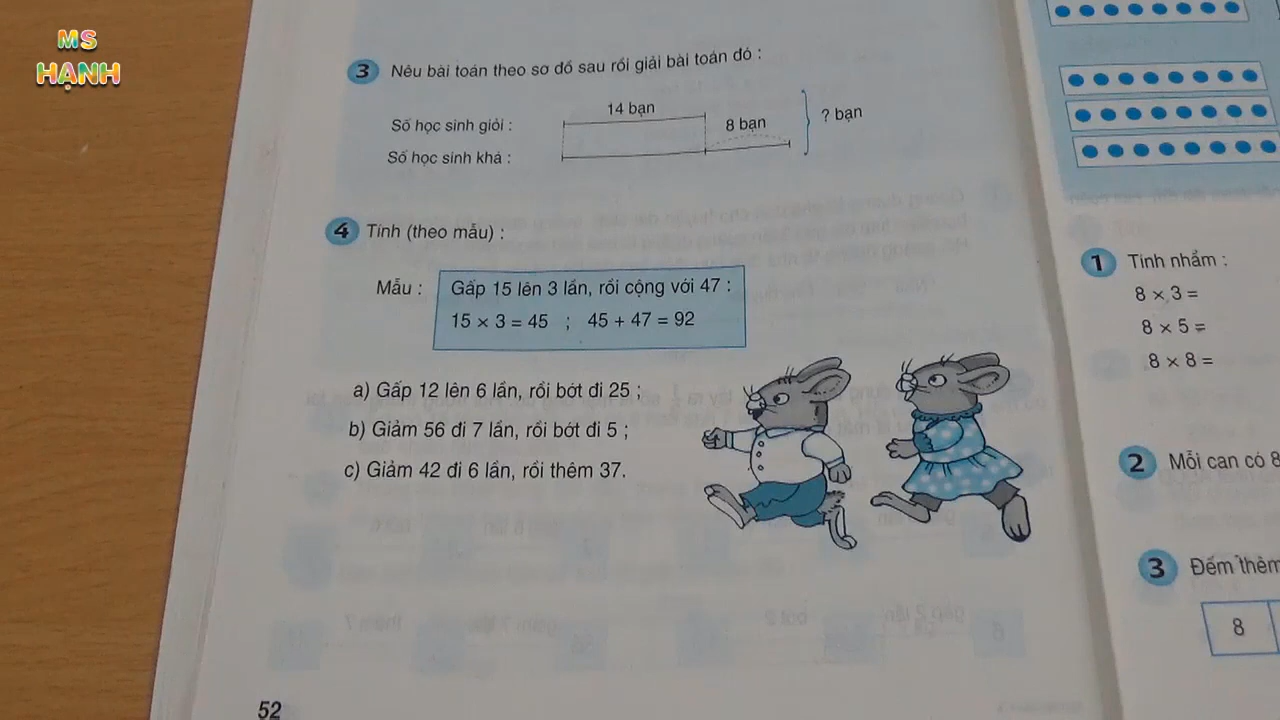 MS
HẠNH
3 Nêu bài toán theo sơ đồ sau rồi giải bài toán đó :
14 bạn
Số học sinh giỏi :
8 bạn
? bạn
Số học sinh khá :
4 Tính (theo mẫu) :
Mẫu : Gấp 15 lên 3 lần, rồi cộng với 47 :
15 × 3 = 45 ; 45 + 47 = 92
a) Gấp 12 lên 6 lần, rồi bớt đi 25 ;
b) Giảm 56 đi 7 lần, rồi bớt đi 5 ;
c) Giảm 42 đi 6 lần, rồi thêm 37.
52
1 Tính nhẩm :
8 × 3 =
8 × 5 =
8 × 8 =
2 Mỗi can có 8
3 Đếm thêm
8